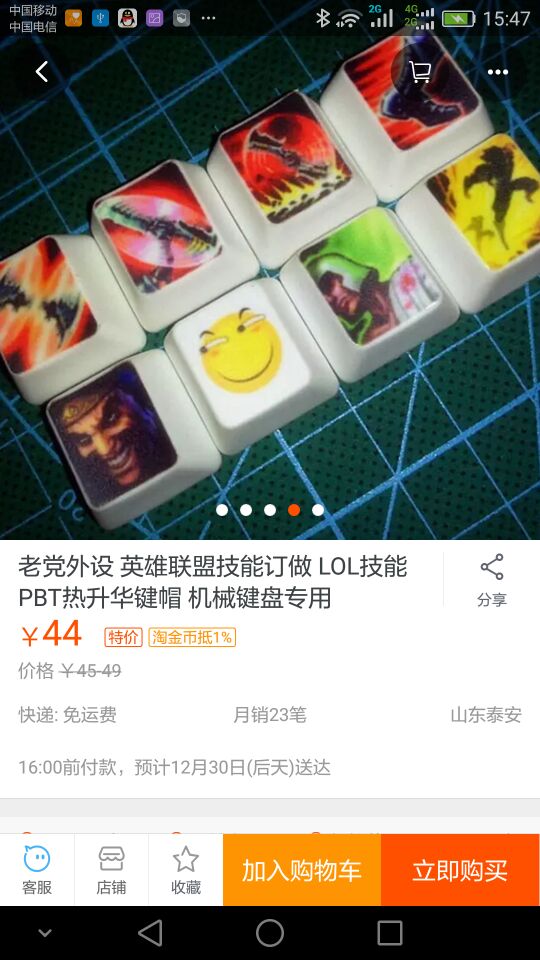 中国移动
中国电信
2G
4G
2G
15:47
老党外设 英雄联盟技能订做 LOL技能
PBT热升华键帽 机械键盘专用
分享
￥44 特价 淘金币抵1%
价格 ￥45-49
快递: 免运费 月销23笔 山东泰安
16:00前付款，预计12月30日(后天)送达
客服 店铺 收藏 加入购物车 立即购买